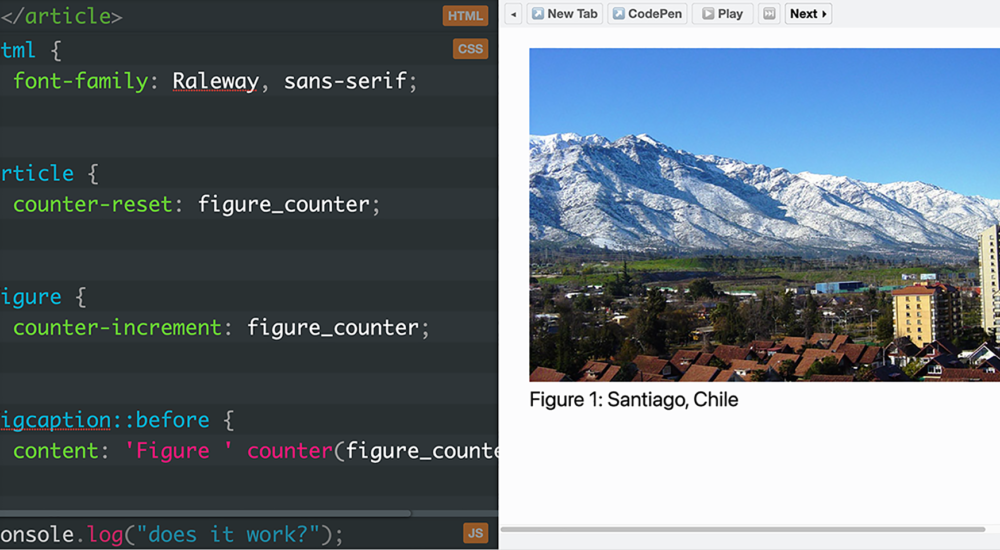 </article>
HTML
tml {
CSS
font-family: Raleway, sans-serif;
rticle {
counter-reset: figure_counter;
igure {
counter-increment: figure_counter;
igcaption::before {
content: 'Figure ' counter(figure_counte
onsole.log("does it work?");
JS
New Tab CodePen Play Next
Figure 1: Santiago, Chile